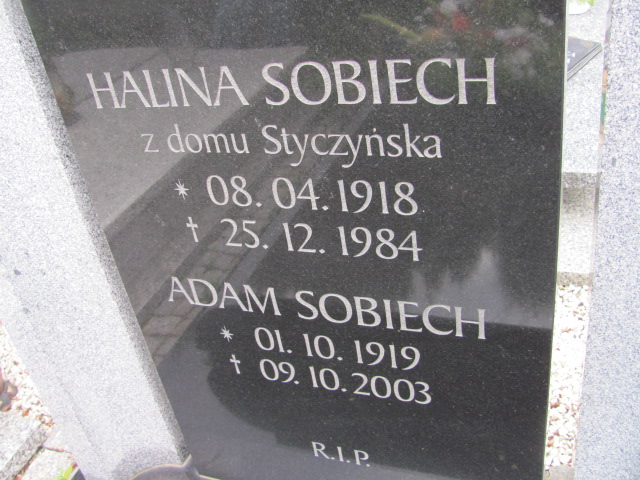 HALINA SOBIECH
z domu Styczyńska
* 08. 04. 1918
† 25. 12. 1984
ADAM SOBIECH
* 01. 10. 1919
† 09. 10. 2003
R.I.P.